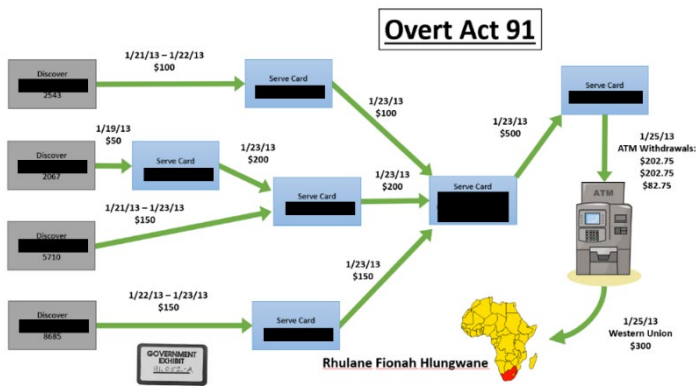 Overt Act 91
1/21/13 – 1/22/13
$100
Discover
2543
Serve Card
1/23/13
$100
1/19/13
$50
Discover
2067
Serve Card
1/23/13
$200
1/21/13 – 1/23/13
$150
Discover
5710
Serve Card
1/23/13
$200
Serve Card
1/23/13
$500
Serve Card
1/25/13
ATM Withdrawals:
$202.75
$202.75
$82.75
ATM
1/22/13 – 1/23/13
$150
Discover
8685
Serve Card
1/23/13
$150
1/25/13
Western Union
$300
Rhulane Fionah Hlungwane
GOVERNMENT
EXHIBIT